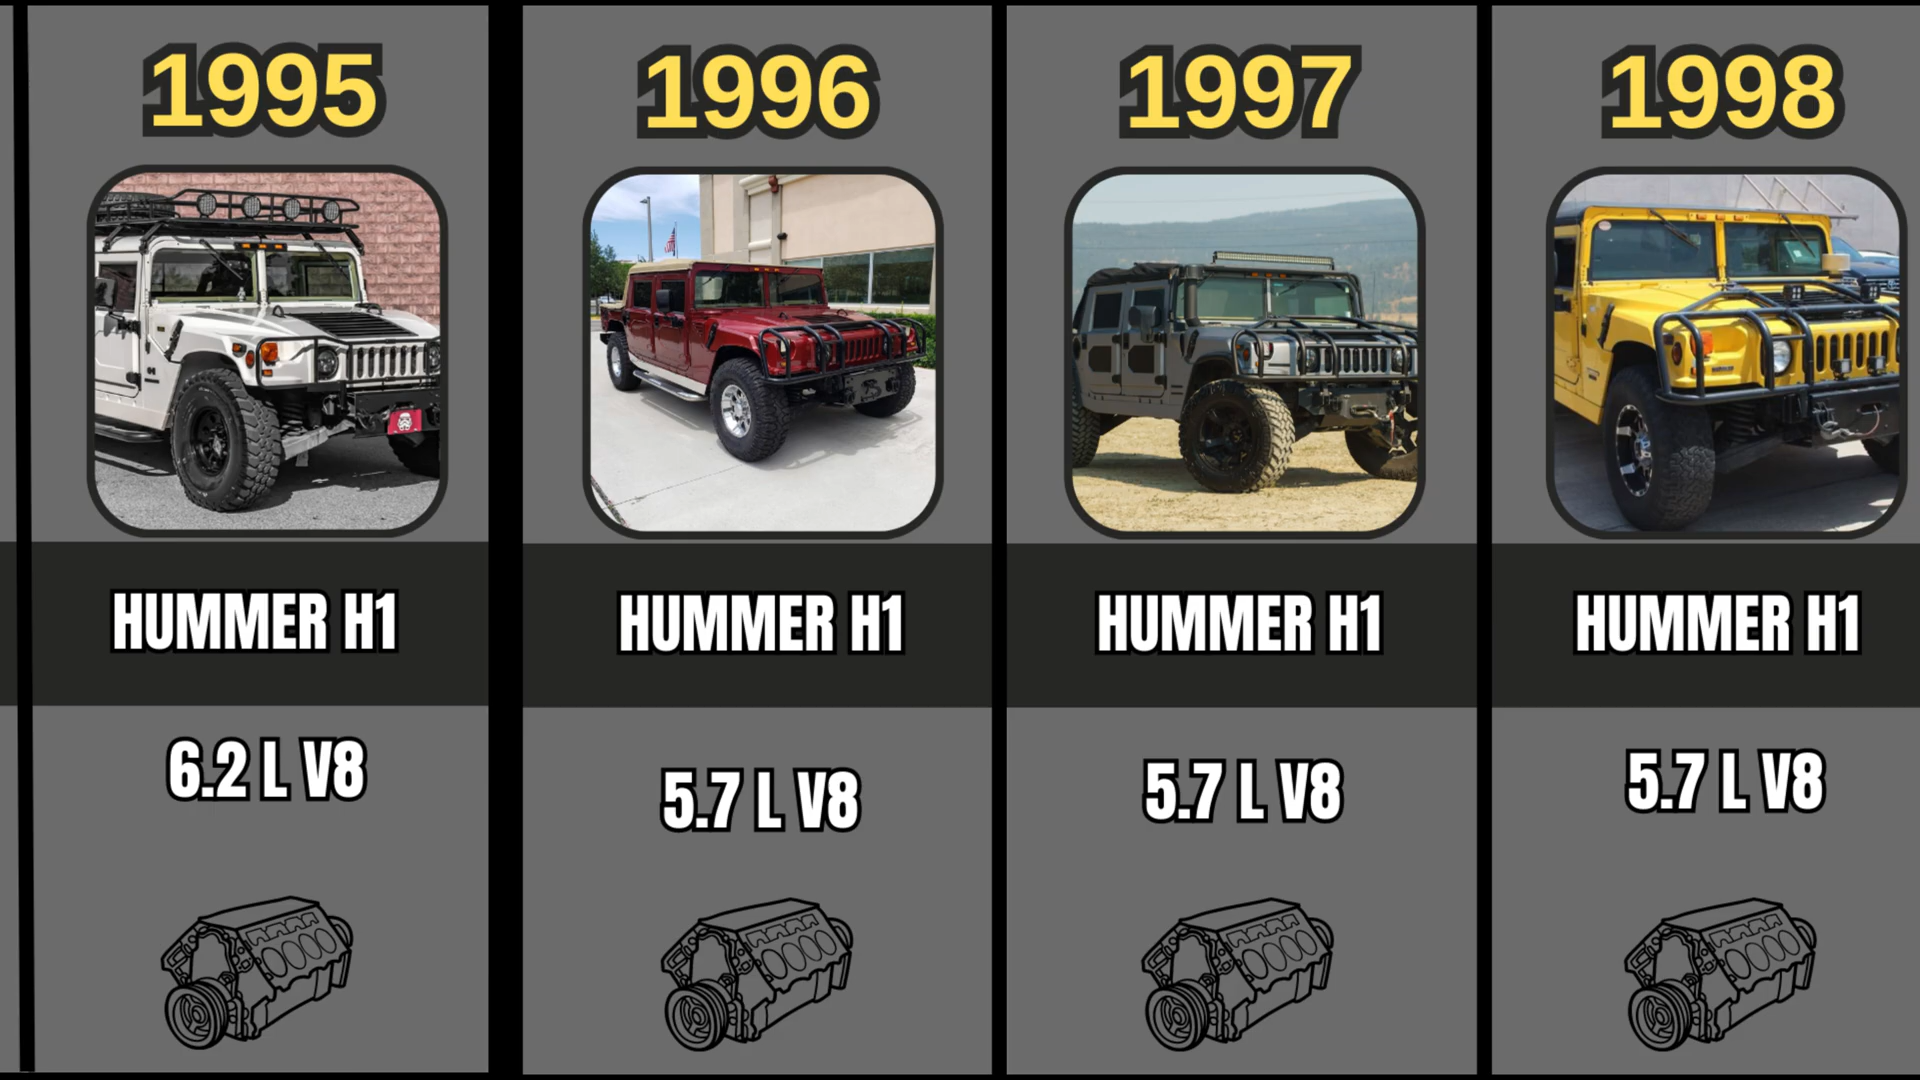 1995
HUMMER H1
6.2 L V8
1996
HUMMER H1
5.7 L V8
1997
HUMMER H1
5.7 L V8
1998
HUMMER H1
5.7 L V8